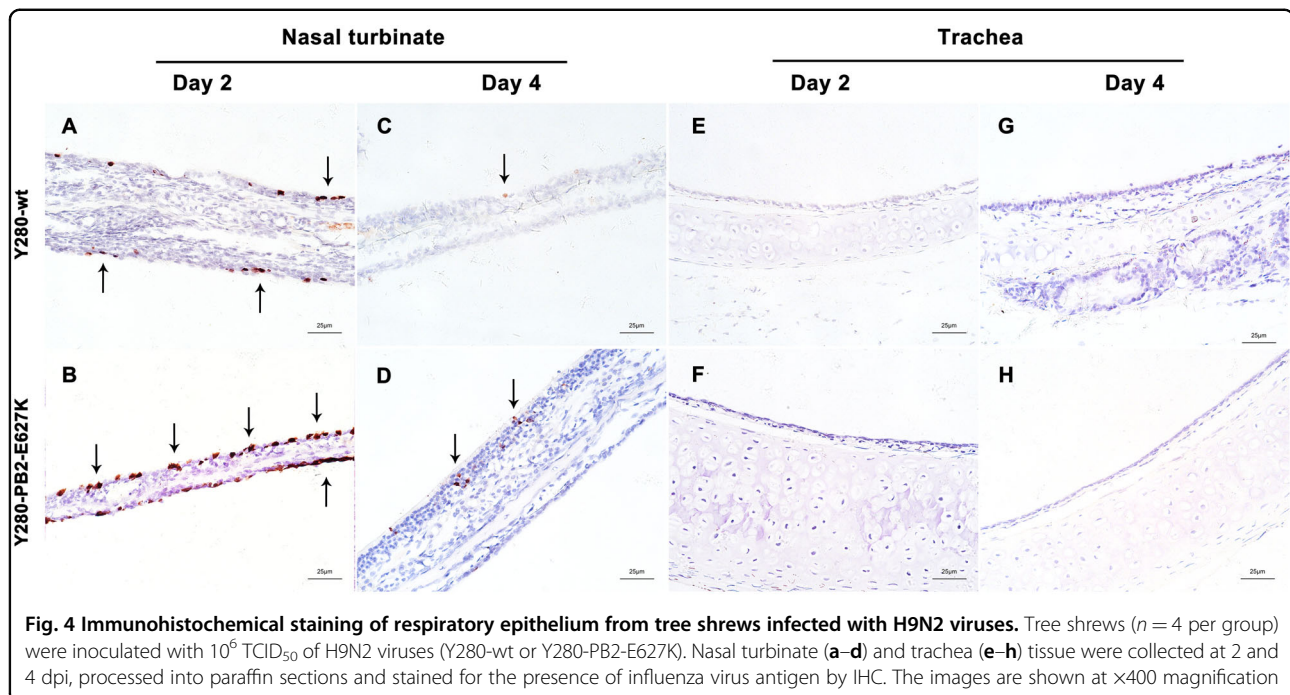 Nasal turbinate
Trachea
Day 2
Day 4
Day 2
Day 4
Y280-wt
A
C
E
G
25µm
25µm
25µm
25µm
Y280-PB2-E627K
B
D
F
H
25µm
25µm
25µm
25µm
Fig. 4 Immunohistochemical staining of respiratory epithelium from tree shrews infected with H9N2 viruses. Tree shrews (n = 4 per group)
were inoculated with 10⁶ TCID₅₀ of H9N2 viruses (Y280-wt or Y280-PB2-E627K). Nasal turbinate (a–d) and trachea (e–h) tissue were collected at 2 and
4 dpi, processed into paraffin sections and stained for the presence of influenza virus antigen by IHC. The images are shown at ×400 magnification